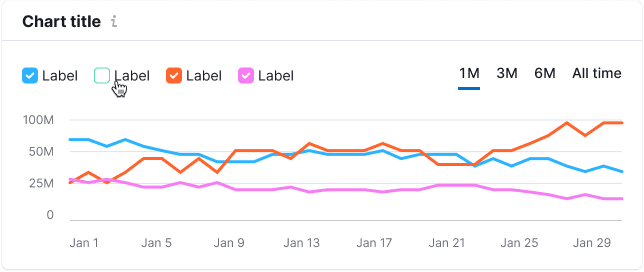 Chart title i
Label Label Label Label 1M 3M 6M All time
100M
50M
25M
0
Jan 1 Jan 5 Jan 9 Jan 13 Jan 17 Jan 21 Jan 25 Jan 29